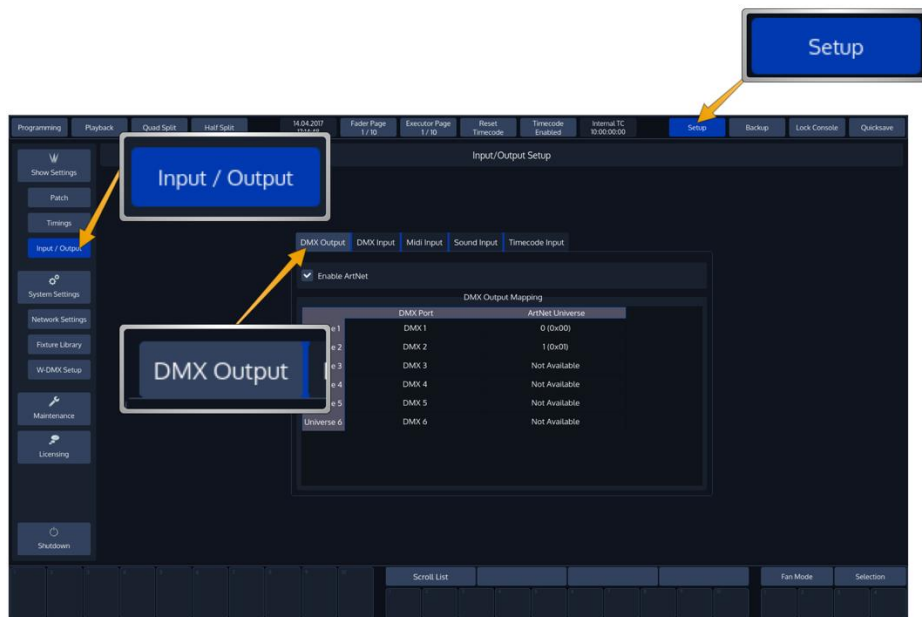 Setup
Programming
Playback
Quad Split
Half Split
14.04.2017
17:14:48
Fader Page
1 / 10
Executor Page
1 / 10
Reset
Timecode
Timecode
Enabled
Internal TC
10:00:00:00
Setup
Backup
Lock Console
Quicksave
Input/Output Setup
Show Settings
Input / Output
Patch
Timings
Input / Output
DMX Output
DMX Input
Midi Input
Sound Input
Timecode Input
Enable ArtNet
System Settings
DMX Output Mapping
Network Settings
DMX Port
ArtNet Universe
DMX 1
0 (0x00)
Fixture Library
DMX 2
1 (0x01)
W-DMX Setup
DMX Output
DMX 3
Not Available
DMX 4
Not Available
Maintenance
DMX 5
Not Available
Universe 6
DMX 6
Not Available
Licensing
Shutdown
Scroll List
Fan Mode
Selection